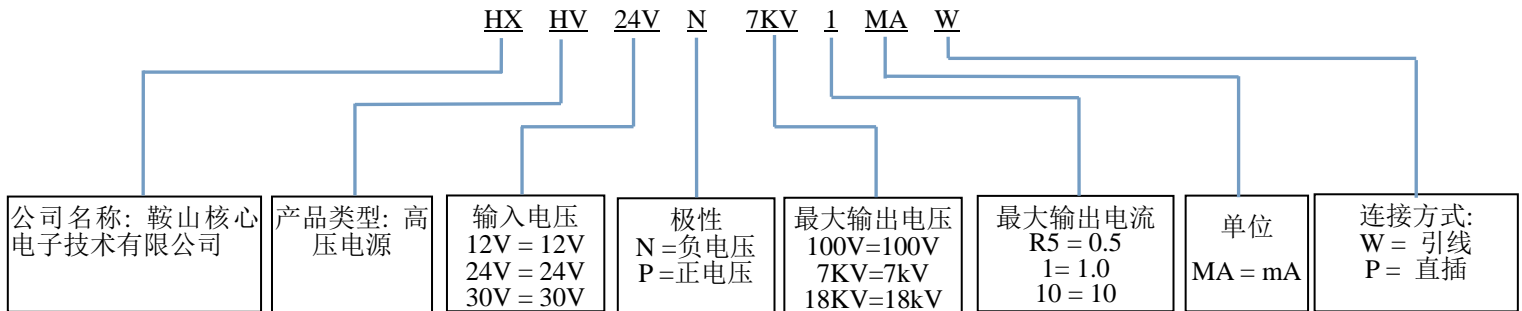 HX HV 24V N 7KV 1 MA W
公司名称: 鞍山核心
电子技术有限公司
产品类型: 高
压电源
输入电压
12V = 12V
24V = 24V
30V = 30V
极性
N =负电压
P =正电压
最大输出电压
100V=100V
7KV=7kV
18KV=18kV
最大输出电流
R5 = 0.5
1= 1.0
10 = 10
单位
MA = mA
连接方式:
W = 引线
P = 直插